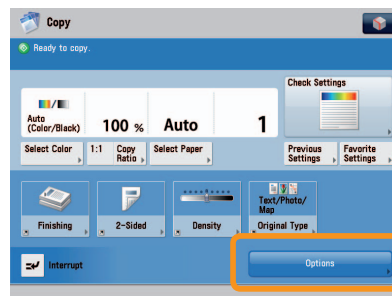 Copy
Ready to copy.
Check Settings
Auto
(Color/Black)
100 %
Auto
1
Select Color
1:1
Copy
Ratio
Select Paper
Previous
Settings
Favorite
Settings
Finishing
2-Sided
Density
Text/Photo/
Map
Original Type
Interrupt
Options